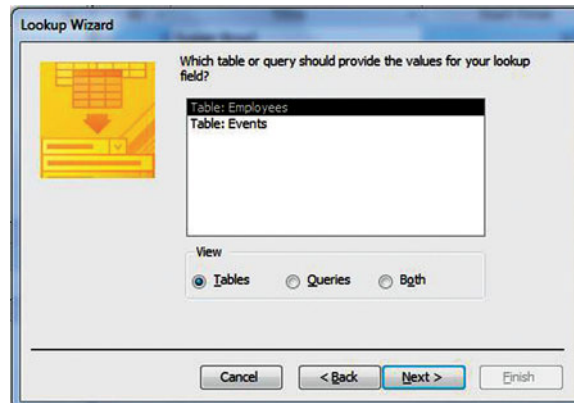 Lookup Wizard
Which table or query should provide the values for your lookup
field?
Table: Employees
Table: Events
View
Tables Queries Both
Cancel < Back Next > Finish